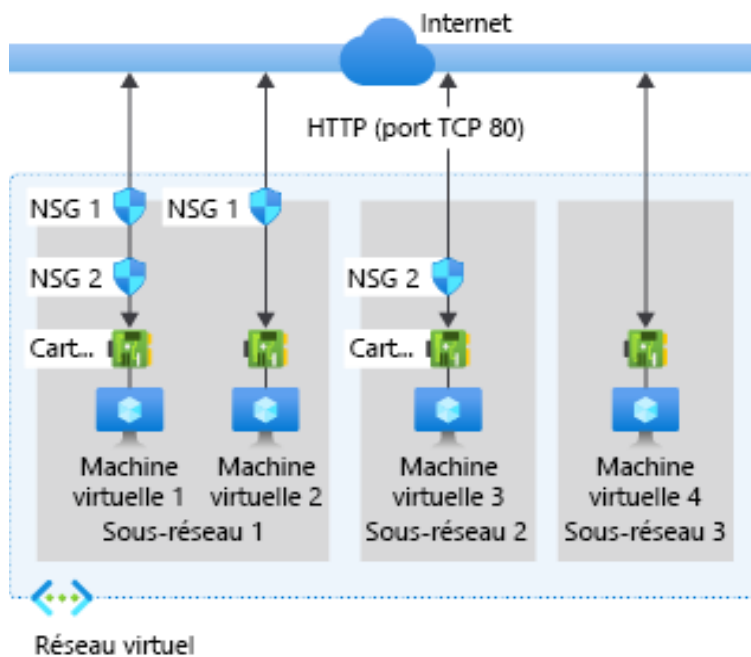 Internet
HTTP (port TCP 80)
NSG 1
NSG 1
NSG 2
NSG 2
Cart...
Cart...
Machine virtuelle 1
Machine virtuelle 2
Machine virtuelle 3
Machine virtuelle 4
Sous-réseau 1
Sous-réseau 2
Sous-réseau 3
Réseau virtuel